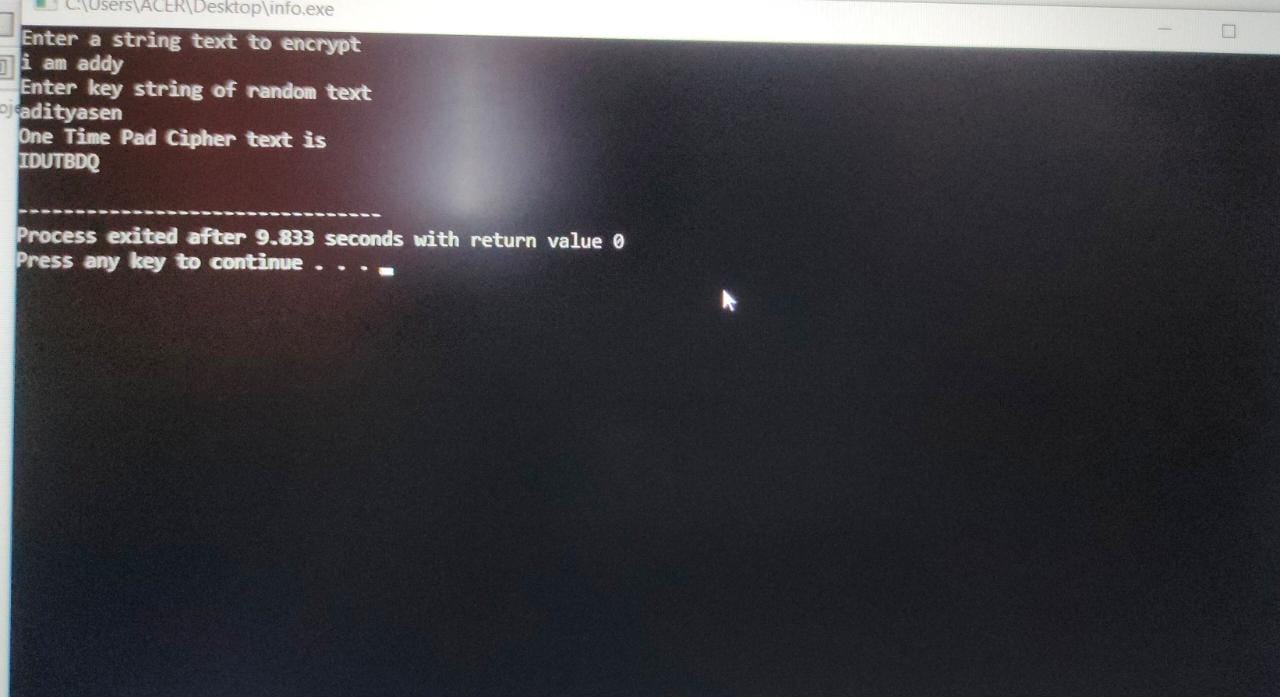 C:\Users\ACER\Desktop\info.exe
Enter a string text to encrypt
i am addy
Enter key string of random text
adityasen
One Time Pad Cipher text is
IDUTBDQ
--------------------------------
Process exited after 9.833 seconds with return value 0
Press any key to continue . . .